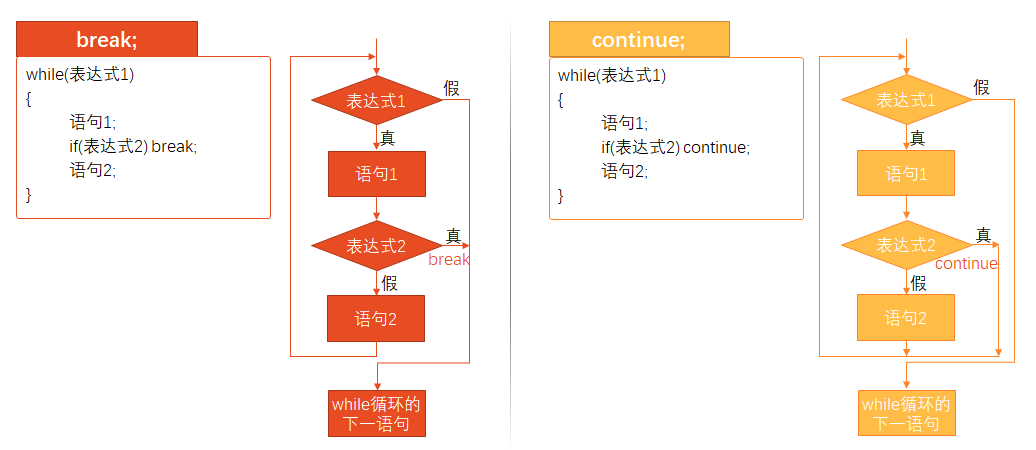 break;
while(表达式1)
{
语句1;
if(表达式2) break;
语句2;
}
表达式1
假
真
语句1
表达式2
真
break
假
语句2
while循环的
下一语句
continue;
while(表达式1)
{
语句1;
if(表达式2) continue;
语句2;
}
表达式1
假
真
语句1
表达式2
真
continue
假
语句2
while循环的
下一语句